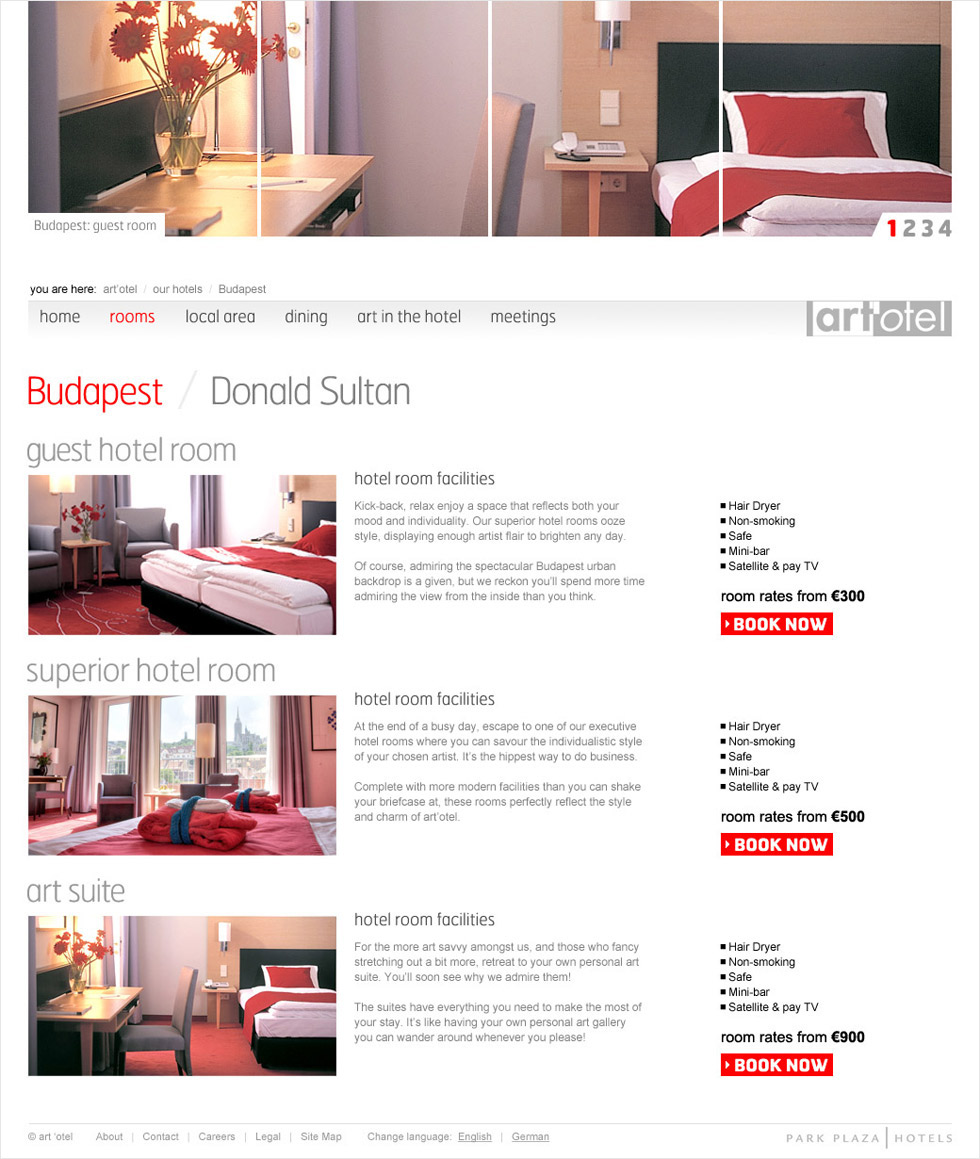 Budapest: guest room
1 2 3 4
you are here: art'otel / our hotels / Budapest
home rooms local area dining art in the hotel meetings
art'otel
Budapest / Donald Sultan
guest hotel room
hotel room facilities
Kick-back, relax enjoy a space that reflects both your
mood and individuality. Our superior hotel rooms ooze
style, displaying enough artist flair to brighten any day.
Of course, admiring the spectacular Budapest urban
backdrop is a given, but we reckon you'll spend more time
admiring the view from the inside than you think.
Hair Dryer
Non-smoking
Safe
Mini-bar
Satellite & pay TV
room rates from €300
BOOK NOW
superior hotel room
hotel room facilities
At the end of a busy day, escape to one of our executive
hotel rooms where you can savour the individualistic style
of your chosen artist. It's the hippest way to do business.
Complete with more modern facilities than you can shake
your briefcase at, these rooms perfectly reflect the style
and charm of art'otel.
Hair Dryer
Non-smoking
Safe
Mini-bar
Satellite & pay TV
room rates from €500
BOOK NOW
art suite
hotel room facilities
For the more art savvy amongst us, and those who fancy
stretching out a bit more, retreat to your own personal art
suite. You'll soon see why we admire them!
The suites have everything you need to make the most of
your stay. It's like having your own personal art gallery
you can wander around whenever you please!
Hair Dryer
Non-smoking
Safe
Mini-bar
Satellite & pay TV
room rates from €900
BOOK NOW
© art 'otel About | Contact | Careers | Legal | Site Map Change language: English | German
PARK PLAZA | HOTELS